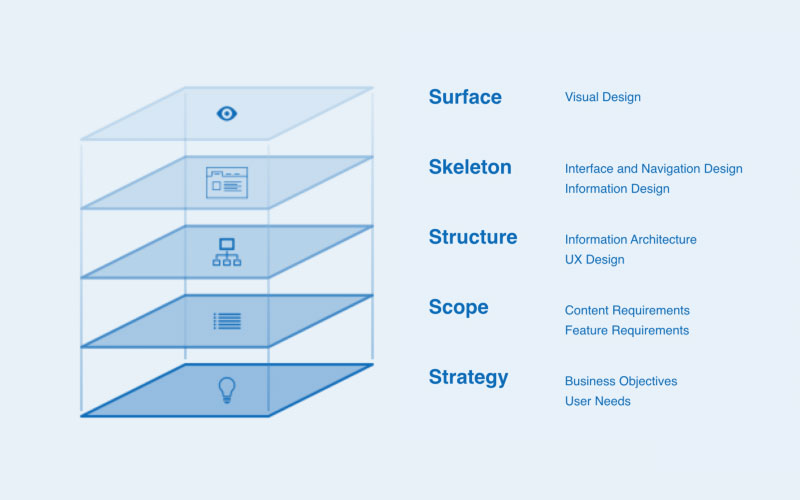 Surface
Visual Design
Skeleton
Interface and Navigation Design
Information Design
Structure
Information Architecture
UX Design
Scope
Content Requirements
Feature Requirements
Strategy
Business Objectives
User Needs